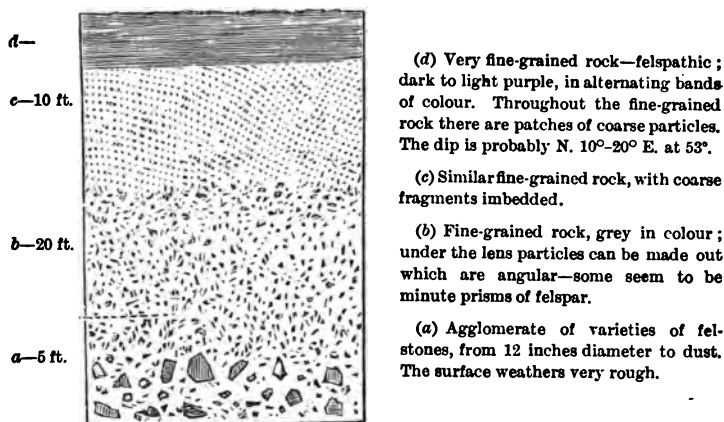 d—
c—10 ft.
b—20 ft.
a—5 ft.
(d) Very fine-grained rock—felspathic ;
dark to light purple, in alternating bands
of colour. Throughout the fine-grained
rock there are patches of coarse particles.
The dip is probably N. 10°–20° E. at 53°.
(c) Similar fine-grained rock, with coarse
fragments imbedded.
(b) Fine-grained rock, grey in colour ;
under the lens particles can be made out
which are angular—some seem to be
minute prisms of felspar.
(a) Agglomerate of varieties of fel-
stones, from 12 inches diameter to dust.
The surface weathers very rough.